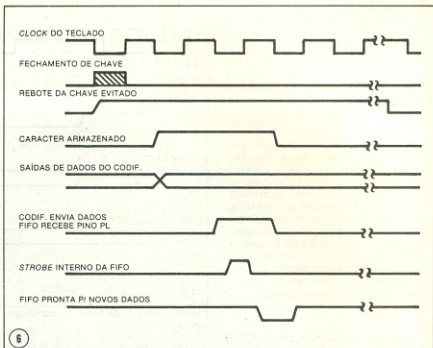 CLOCK DO TECLADO
FECHAMENTO DE CHAVE
REBOTE DA CHAVE EVITADO
CARACTER ARMAZENADO
SAÍDAS DE DADOS DO CODIF.
CODIF. ENVIA DADOS
FIFO RECEBE PINO PL
STROBE INTERNO DA FIFO
FIFO PRONTA P/ NOVOS DADOS
6